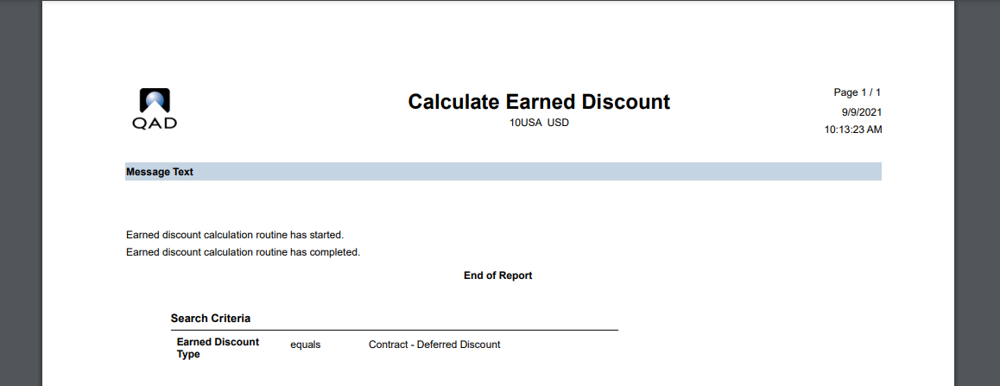 QAD
Calculate Earned Discount
10USA USD
Page 1 / 1
9/9/2021
10:13:23 AM
Message Text
Earned discount calculation routine has started.
Earned discount calculation routine has completed.
End of Report
Search Criteria
Earned Discount Type equals Contract - Deferred Discount